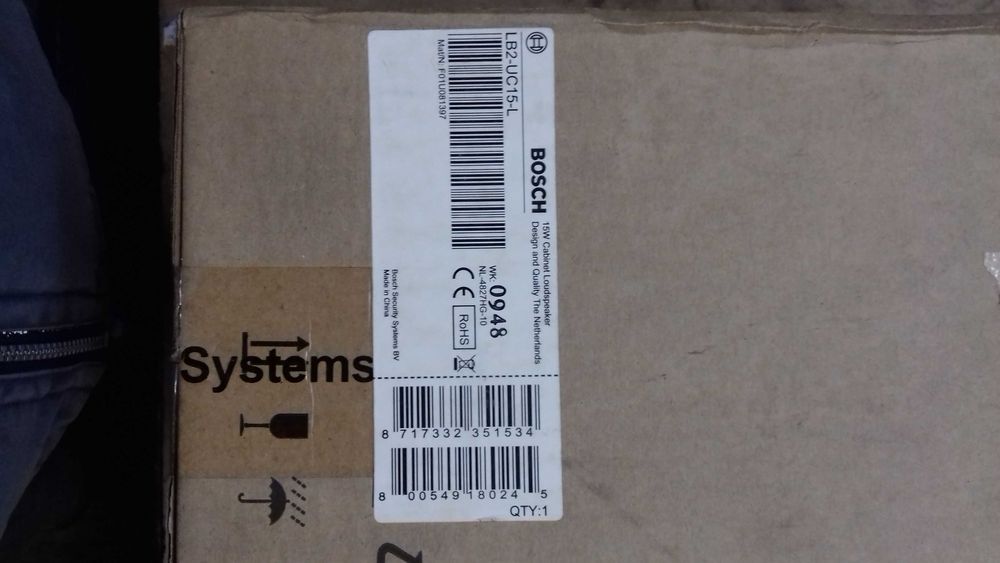 BOSCH
15W Cabinet Loudspeaker
Design and Quality The Netherlands
LB2-UC15-L
Mat/N: F01U081397
WK: 0948
NL-4827HG-10
CE RoHS
Bosch Security Systems BV
Made in China
8 717332 351534
8 00549 18024 5
QTY:1
Systems
Z